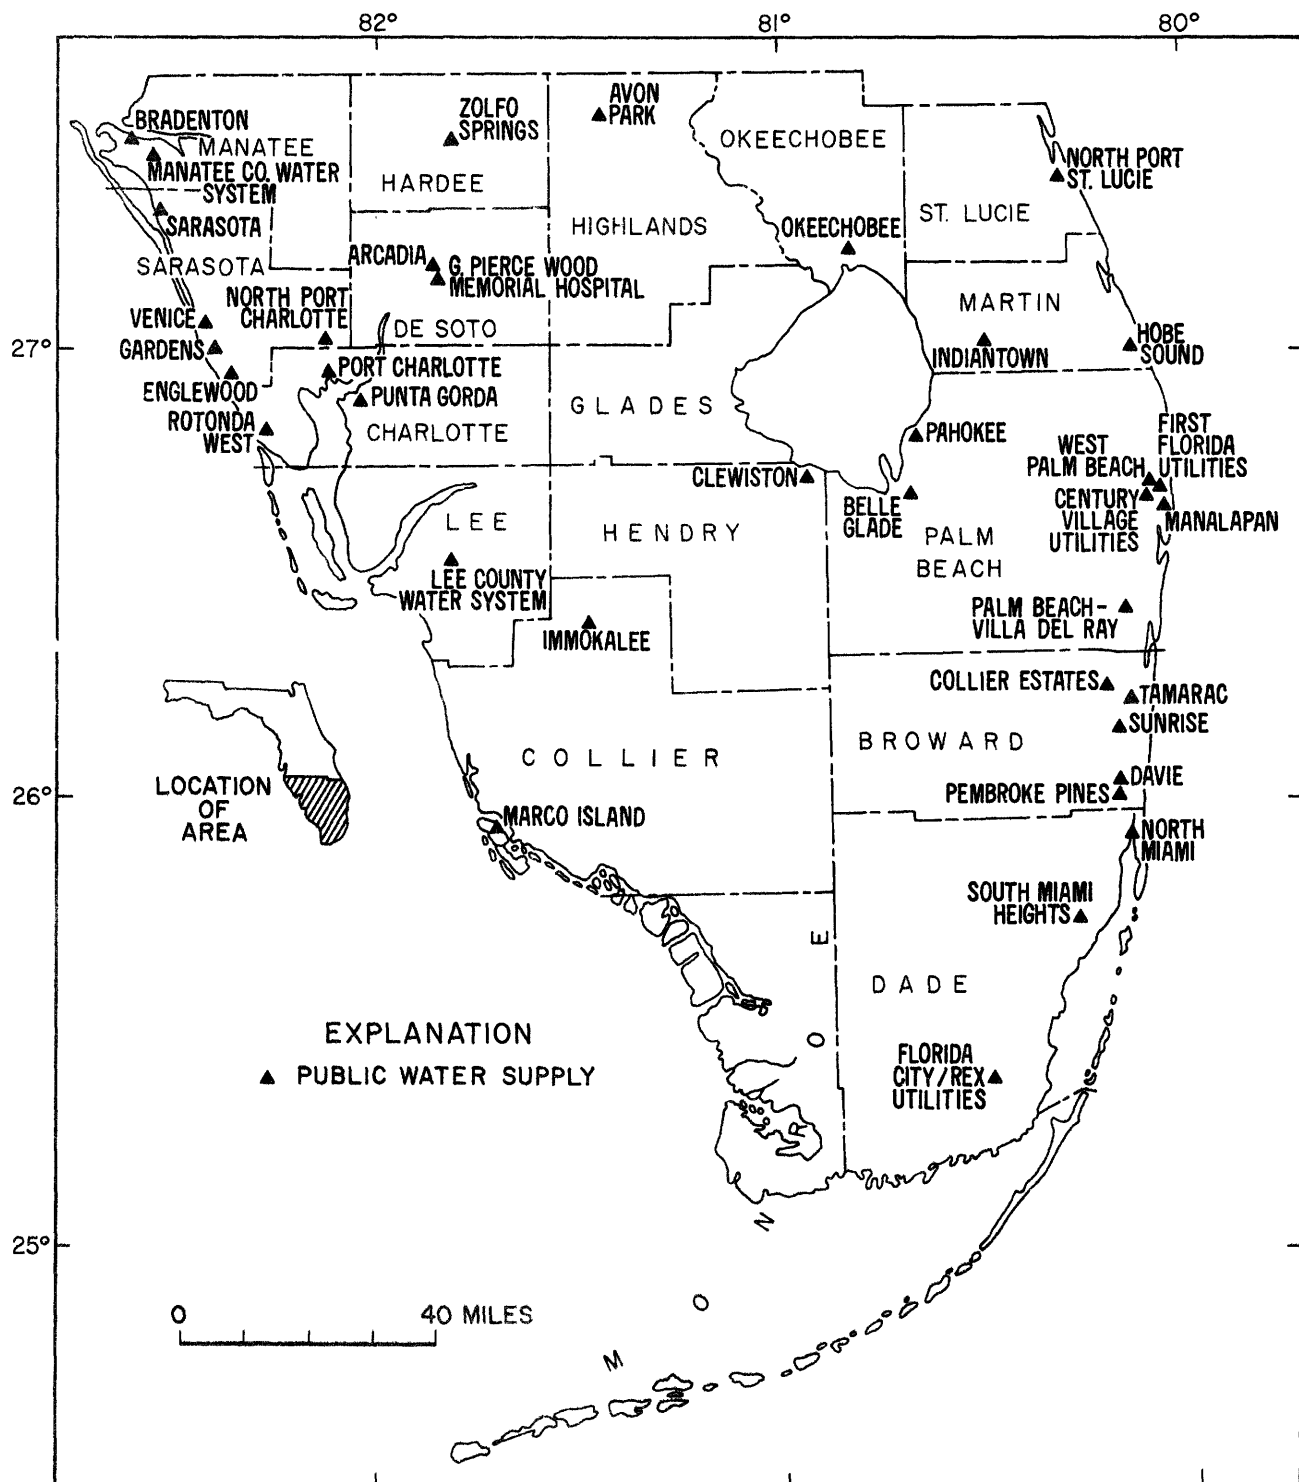 82°
81°
80°
27°
26°
25°
BRADENTON
MANATEE
MANATEE CO. WATER
SYSTEM
SARASOTA
SARASOTA
ZOLFO
SPRINGS
HARDEE
AVON
PARK
HIGHLANDS
OKEECHOBEE
OKEECHOBEE
NORTH PORT
ST. LUCIE
ST. LUCIE
ARCADIA
G. PIERCE WOOD
MEMORIAL HOSPITAL
DE SOTO
NORTH PORT
CHARLOTTE
VENICE
GARDENS
ENGLEWOOD
ROTONDA
WEST
PORT CHARLOTTE
PUNTA GORDA
CHARLOTTE
GLADES
MARTIN
INDIANTOWN
HOBE
SOUND
PAHOKEE
CLEWISTON
BELLE
GLADE
WEST
PALM BEACH
FIRST
FLORIDA
UTILITIES
CENTURY
VILLAGE
UTILITIES
MANALAPAN
PALM
BEACH
PALM BEACH-
VILLA DEL RAY
LEE
LEE COUNTY
WATER SYSTEM
HENDRY
IMMOKALEE
COLLIER
MARCO ISLAND
COLLIER ESTATES
TAMARAC
SUNRISE
BROWARD
DAVIE
PEMBROKE PINES
NORTH
MIAMI
SOUTH MIAMI
HEIGHTS
DADE
FLORIDA
CITY/REX
UTILITIES
MONROE
LOCATION
OF
AREA
EXPLANATION
PUBLIC WATER SUPPLY
0 40 MILES